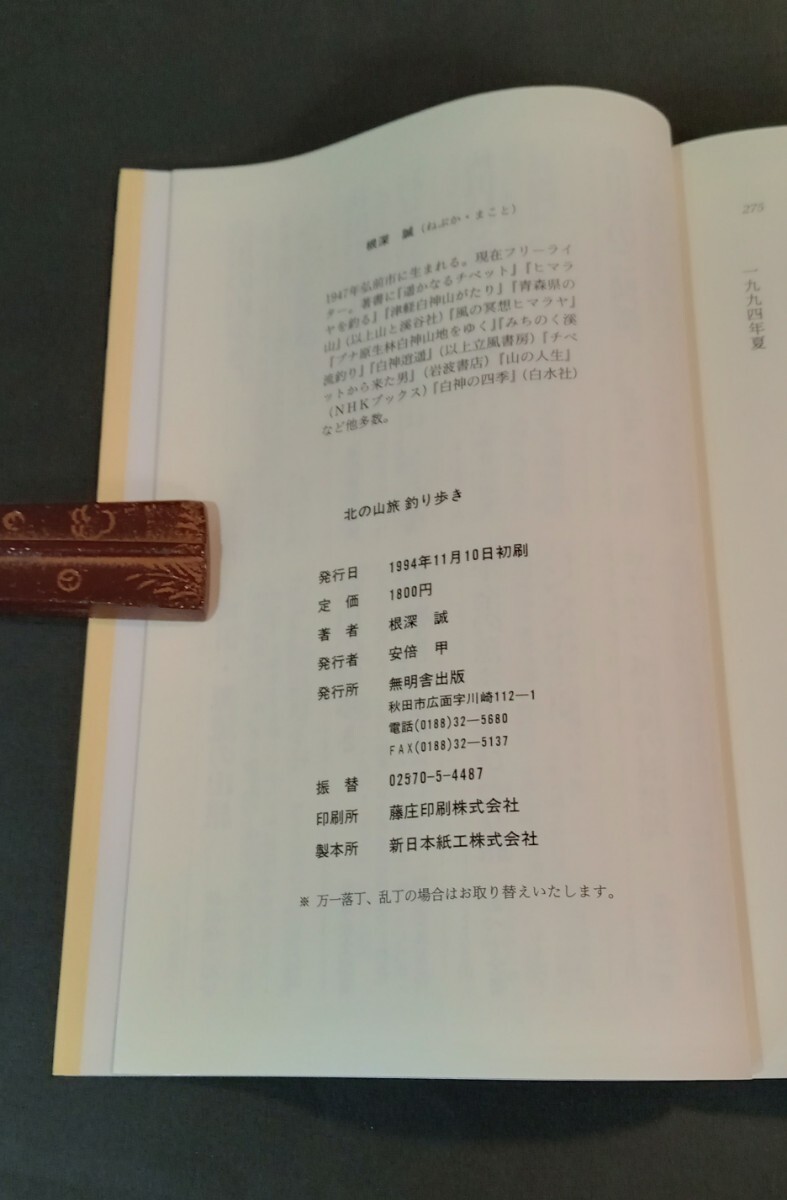 根深 誠(ねぶか・まこと)
1947年弘前市に生まれる。現在フリーライ
ター。著書に『遥かなるチベット』『ヒマラ
ヤを釣る』『津軽白神山がたり』『青森県の
山』(以上山と溪谷社)『風の冥想ヒマラヤ』
『ブナ原生林白神山地をゆく』『みちのく渓
流釣り』『白神逍遥』(以上立風書房)『チベ
ットから来た男』(岩波書店)『山の人生』
(NHKブックス)『白神の四季』(白水社)
など他多数。
北の山旅 釣り歩き
発行日 1994年11月10日初刷
定 価 1800円
著 者 根深 誠
発行者 安倍 甲
発行所 無明舎出版
秋田市広面字川崎112—1
電話(0188)32—5680
FAX(0188)32—5137
振 替 02570-5-4487
印刷所 藤庄印刷株式会社
製本所 新日本紙工株式会社
※ 万一落丁、乱丁の場合はお取り替えいたします。
275
一九九四年夏